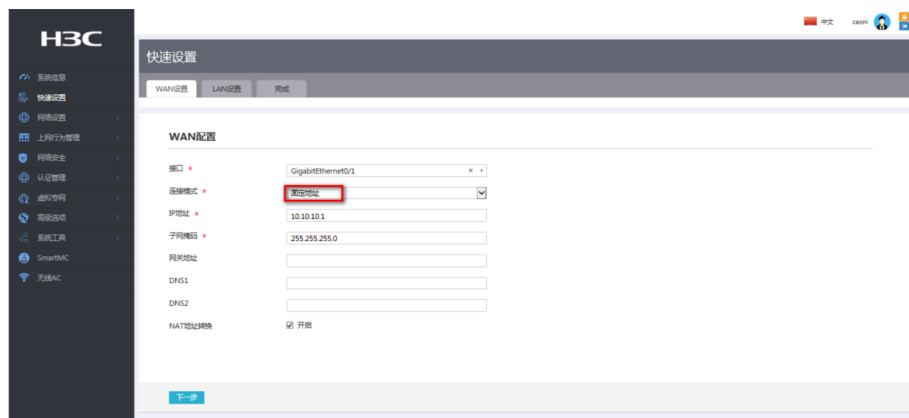 H3C
中文 caoni
系统信息
快速设置
网络设置
上网行为管理
网络安全
认证管理
虚拟专网
高级选项
系统工具
SmartMC
无线AC
快速设置
WAN设置 LAN设置 完成
WAN配置
接口 * GigabitEthernet0/1
连接模式 * 固定地址
IP地址 * 10.10.10.1
子网掩码 * 255.255.255.0
网关地址
DNS1
DNS2
NAT地址转换 开启
下一步